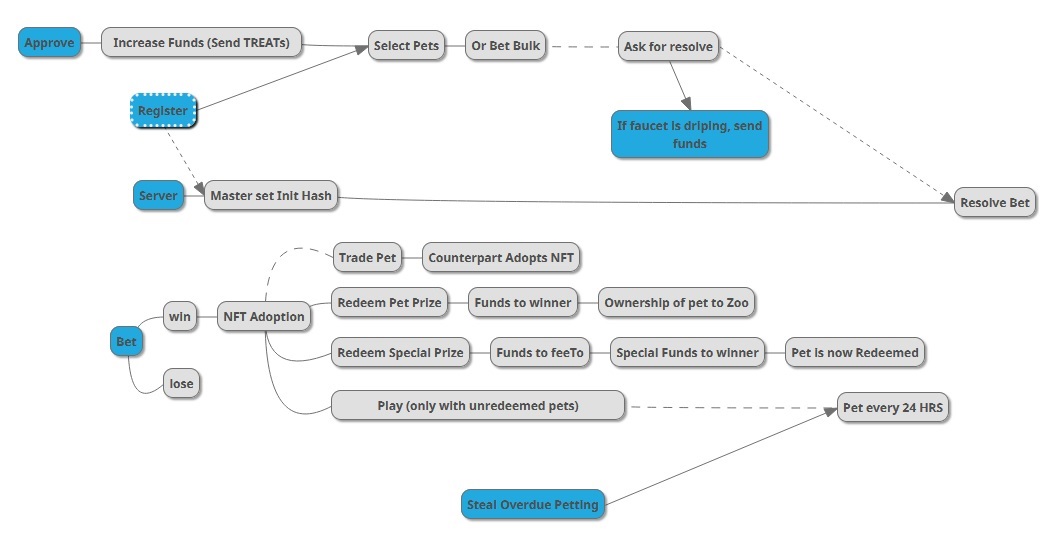 Approve
Increase Funds (Send TREATs)
Select Pets
Or Bet Bulk
Ask for resolve
Register
If faucet is driping, send
funds
Server
Master set Init Hash
Resolve Bet
Trade Pet
Counterpart Adopts NFT
win
NFT Adoption
Redeem Pet Prize
Funds to winner
Ownership of pet to Zoo
Bet
Redeem Special Prize
Funds to feeTo
Special Funds to winner
Pet is now Redeemed
lose
Play (only with unredeemed pets)
Pet every 24 HRS
Steal Overdue Petting